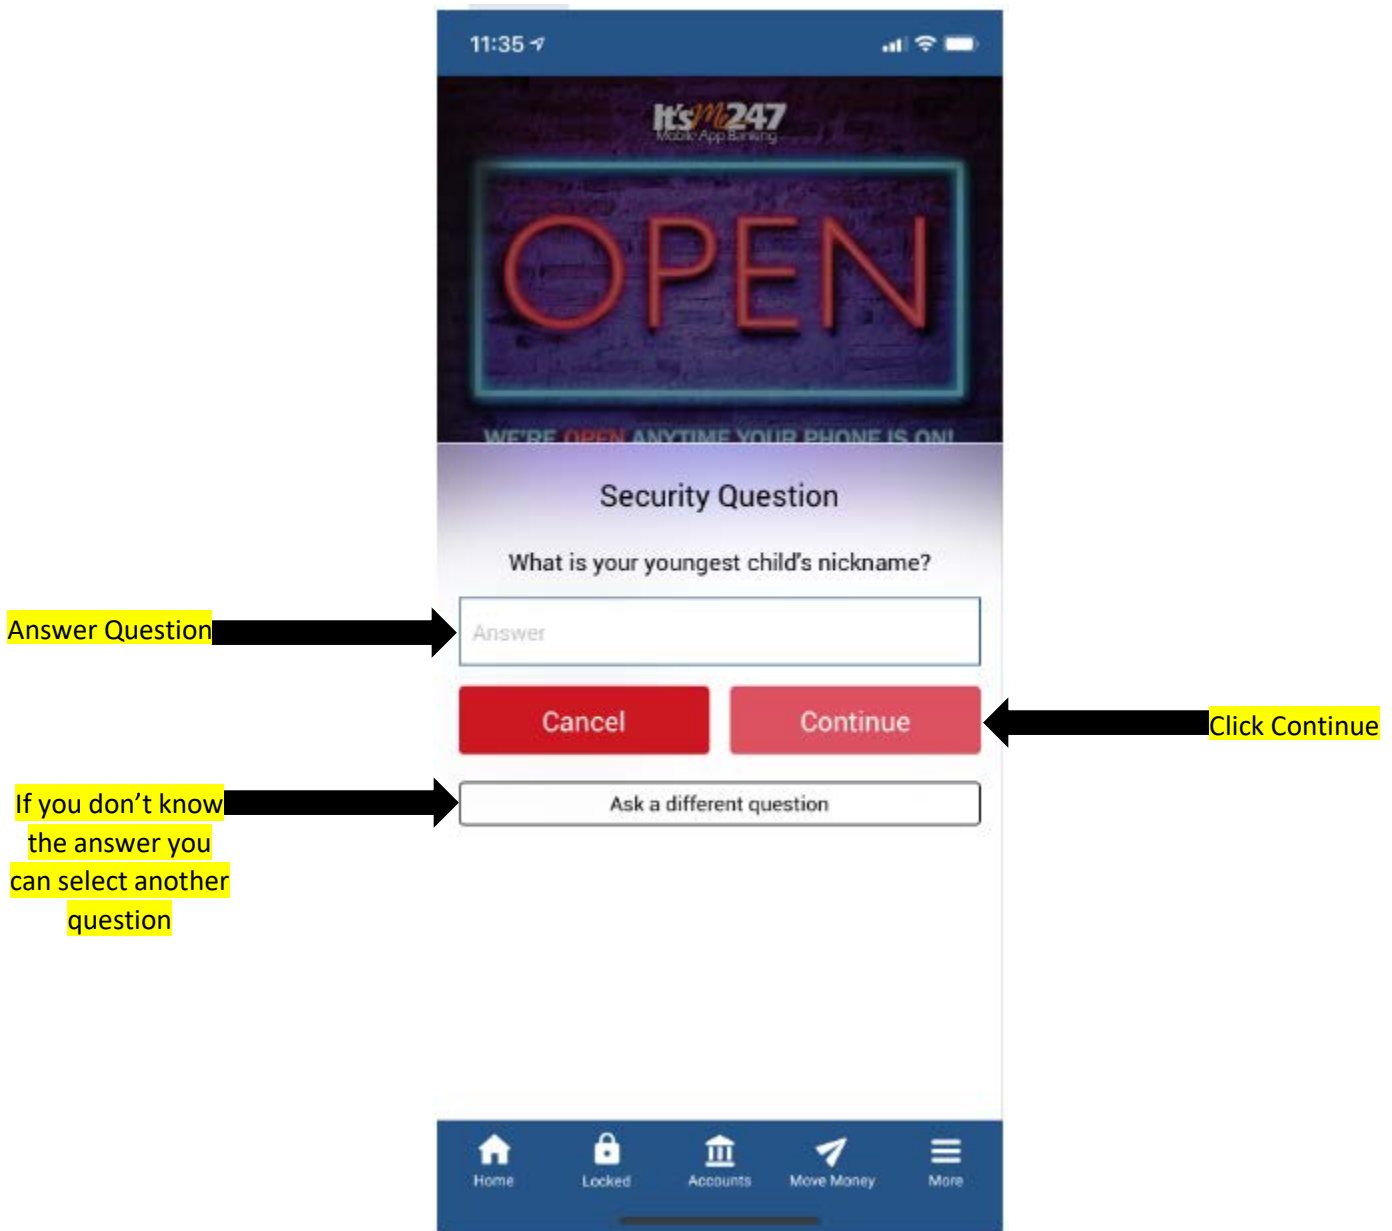 11:35
It'sMe247
Mobile App Banking
OPEN
WE'RE OPEN ANYTIME YOUR PHONE IS ON!
Security Question
What is your youngest child's nickname?
Answer Question
Answer
Cancel
Continue
Click Continue
If you don't know
the answer you
can select another
question
Ask a different question
Home
Locked
Accounts
Move Money
More